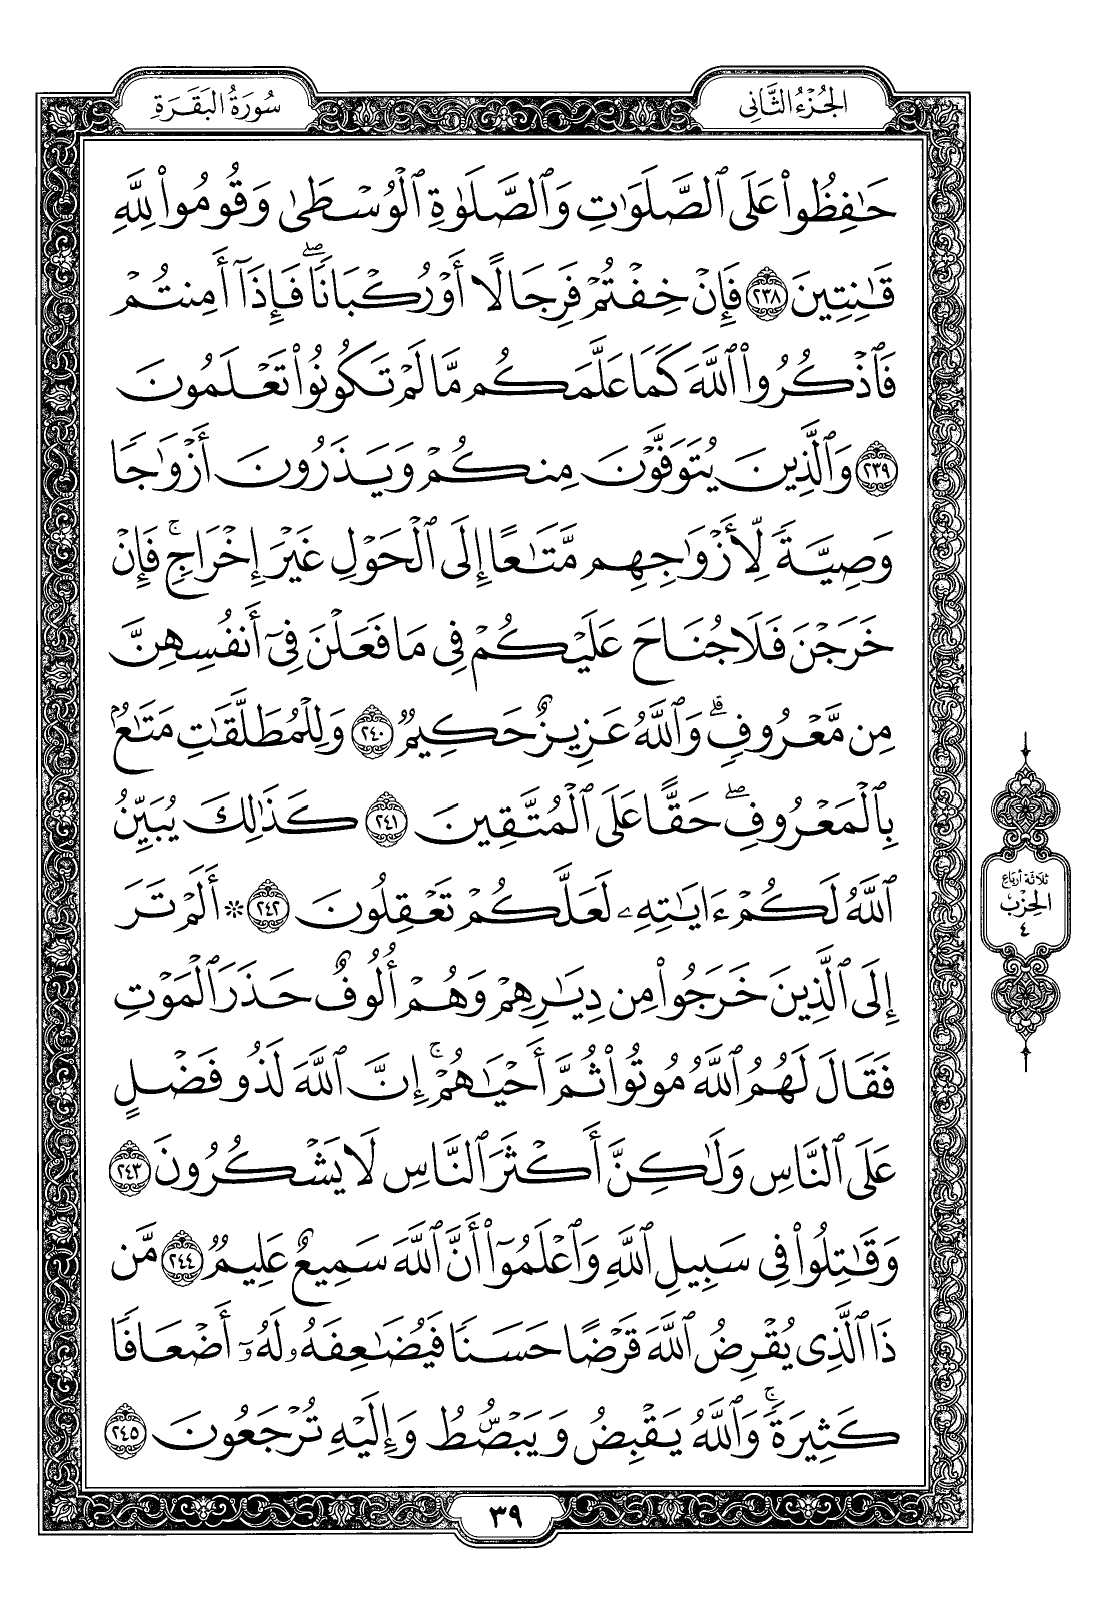 الجُزْءُ الثَّانِى
سُورَةُ البَقَرَةِ
حَٰفِظُوا۟ عَلَى ٱلصَّلَوَٰتِ وَٱلصَّلَوٰةِ ٱلْوُسْطَىٰ وَقُومُوا۟ لِلَّهِ
قَٰنِتِينَ ٢٣٨ فَإِنْ خِفْتُمْ فَرِجَالًا أَوْ رُكْبَانًا ۖ فَإِذَآ أَمِنتُمْ
فَٱذْكُرُوا۟ ٱللَّهَ كَمَا عَلَّمَكُم مَّا لَمْ تَكُونُوا۟ تَعْلَمُونَ
٢٣٩ وَٱلَّذِينَ يُتَوَفَّوْنَ مِنكُمْ وَيَذَرُونَ أَزْوَٰجًا
وَصِيَّةً لِّأَزْوَٰجِهِم مَّتَٰعًا إِلَى ٱلْحَوْلِ غَيْرَ إِخْرَاجٍ ۚ فَإِنْ
خَرَجْنَ فَلَا جُنَاحَ عَلَيْكُمْ فِى مَا فَعَلْنَ فِىٓ أَنفُسِهِنَّ
مِن مَّعْرُوفٍ ۗ وَٱللَّهُ عَزِيزٌ حَكِيمٌ ٢٤٠ وَلِلْمُطَلَّقَٰتِ مَتَٰعٌۢ
بِٱلْمَعْرُوفِ ۖ حَقًّا عَلَى ٱلْمُتَّقِينَ ٢٤١ كَذَٰلِكَ يُبَيِّنُ
ٱللَّهُ لَكُمْ ءَايَٰتِهِۦ لَعَلَّكُمْ تَعْقِلُونَ ٢٤٢ * أَلَمْ تَرَ
إِلَى ٱلَّذِينَ خَرَجُوا۟ مِن دِيَٰرِهِمْ وَهُمْ أُلُوفٌ حَذَرَ ٱلْمَوْتِ
فَقَالَ لَهُمُ ٱللَّهُ مُوتُوا۟ ثُمَّ أَحْيَٰهُمْ ۚ إِنَّ ٱللَّهَ لَذُو فَضْلٍ
عَلَى ٱلنَّاسِ وَلَٰكِنَّ أَكْثَرَ ٱلنَّاسِ لَا يَشْكُرُونَ ٢٤٣
وَقَٰتِلُوا۟ فِى سَبِيلِ ٱللَّهِ وَٱعْلَمُوٓا۟ أَنَّ ٱللَّهَ سَمِيعٌ عَلِيمٌ ٢٤٤ مَّن
ذَا ٱلَّذِى يُقْرِضُ ٱللَّهَ قَرْضًا حَسَنًا فَيُضَٰعِفَهُۥ لَهُۥٓ أَضْعَافًا
كَثِيرَةً ۚ وَٱللَّهُ يَقْبِضُ وَيَبْصُۜطُ وَإِلَيْهِ تُرْجَعُونَ ٢٤٥
ثلاثة أرباع
الحِزْب
٤
٣٩